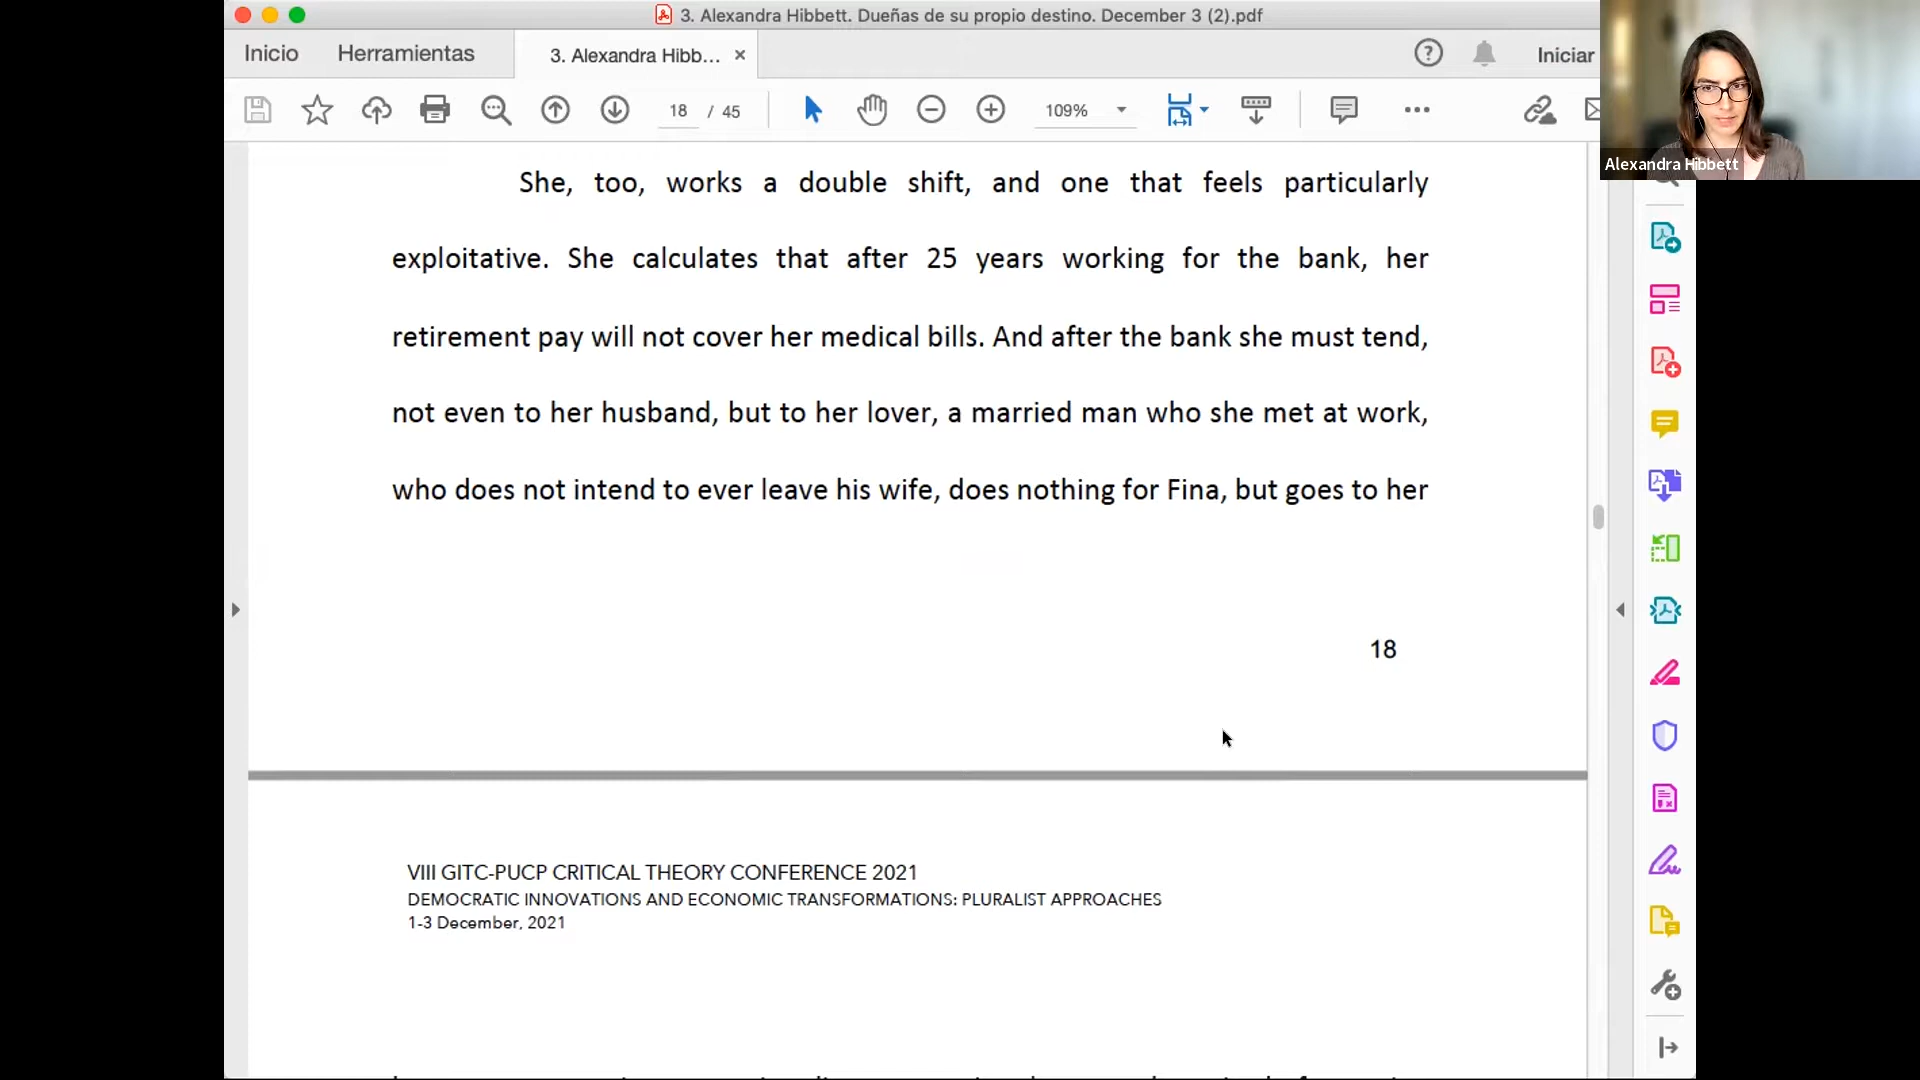 3. Alexandra Hibbett. Dueñas de su propio destino. December 3 (2).pdf
Inicio
Herramientas
3. Alexandra Hibb...
Iniciar
18 / 45
109%
Alexandra Hibbett
She, too, works a double shift, and one that feels particularly
exploitative. She calculates that after 25 years working for the bank, her
retirement pay will not cover her medical bills. And after the bank she must tend,
not even to her husband, but to her lover, a married man who she met at work,
who does not intend to ever leave his wife, does nothing for Fina, but goes to her
18
VIII GITC-PUCP CRITICAL THEORY CONFERENCE 2021
DEMOCRATIC INNOVATIONS AND ECONOMIC TRANSFORMATIONS: PLURALIST APPROACHES
1-3 December, 2021